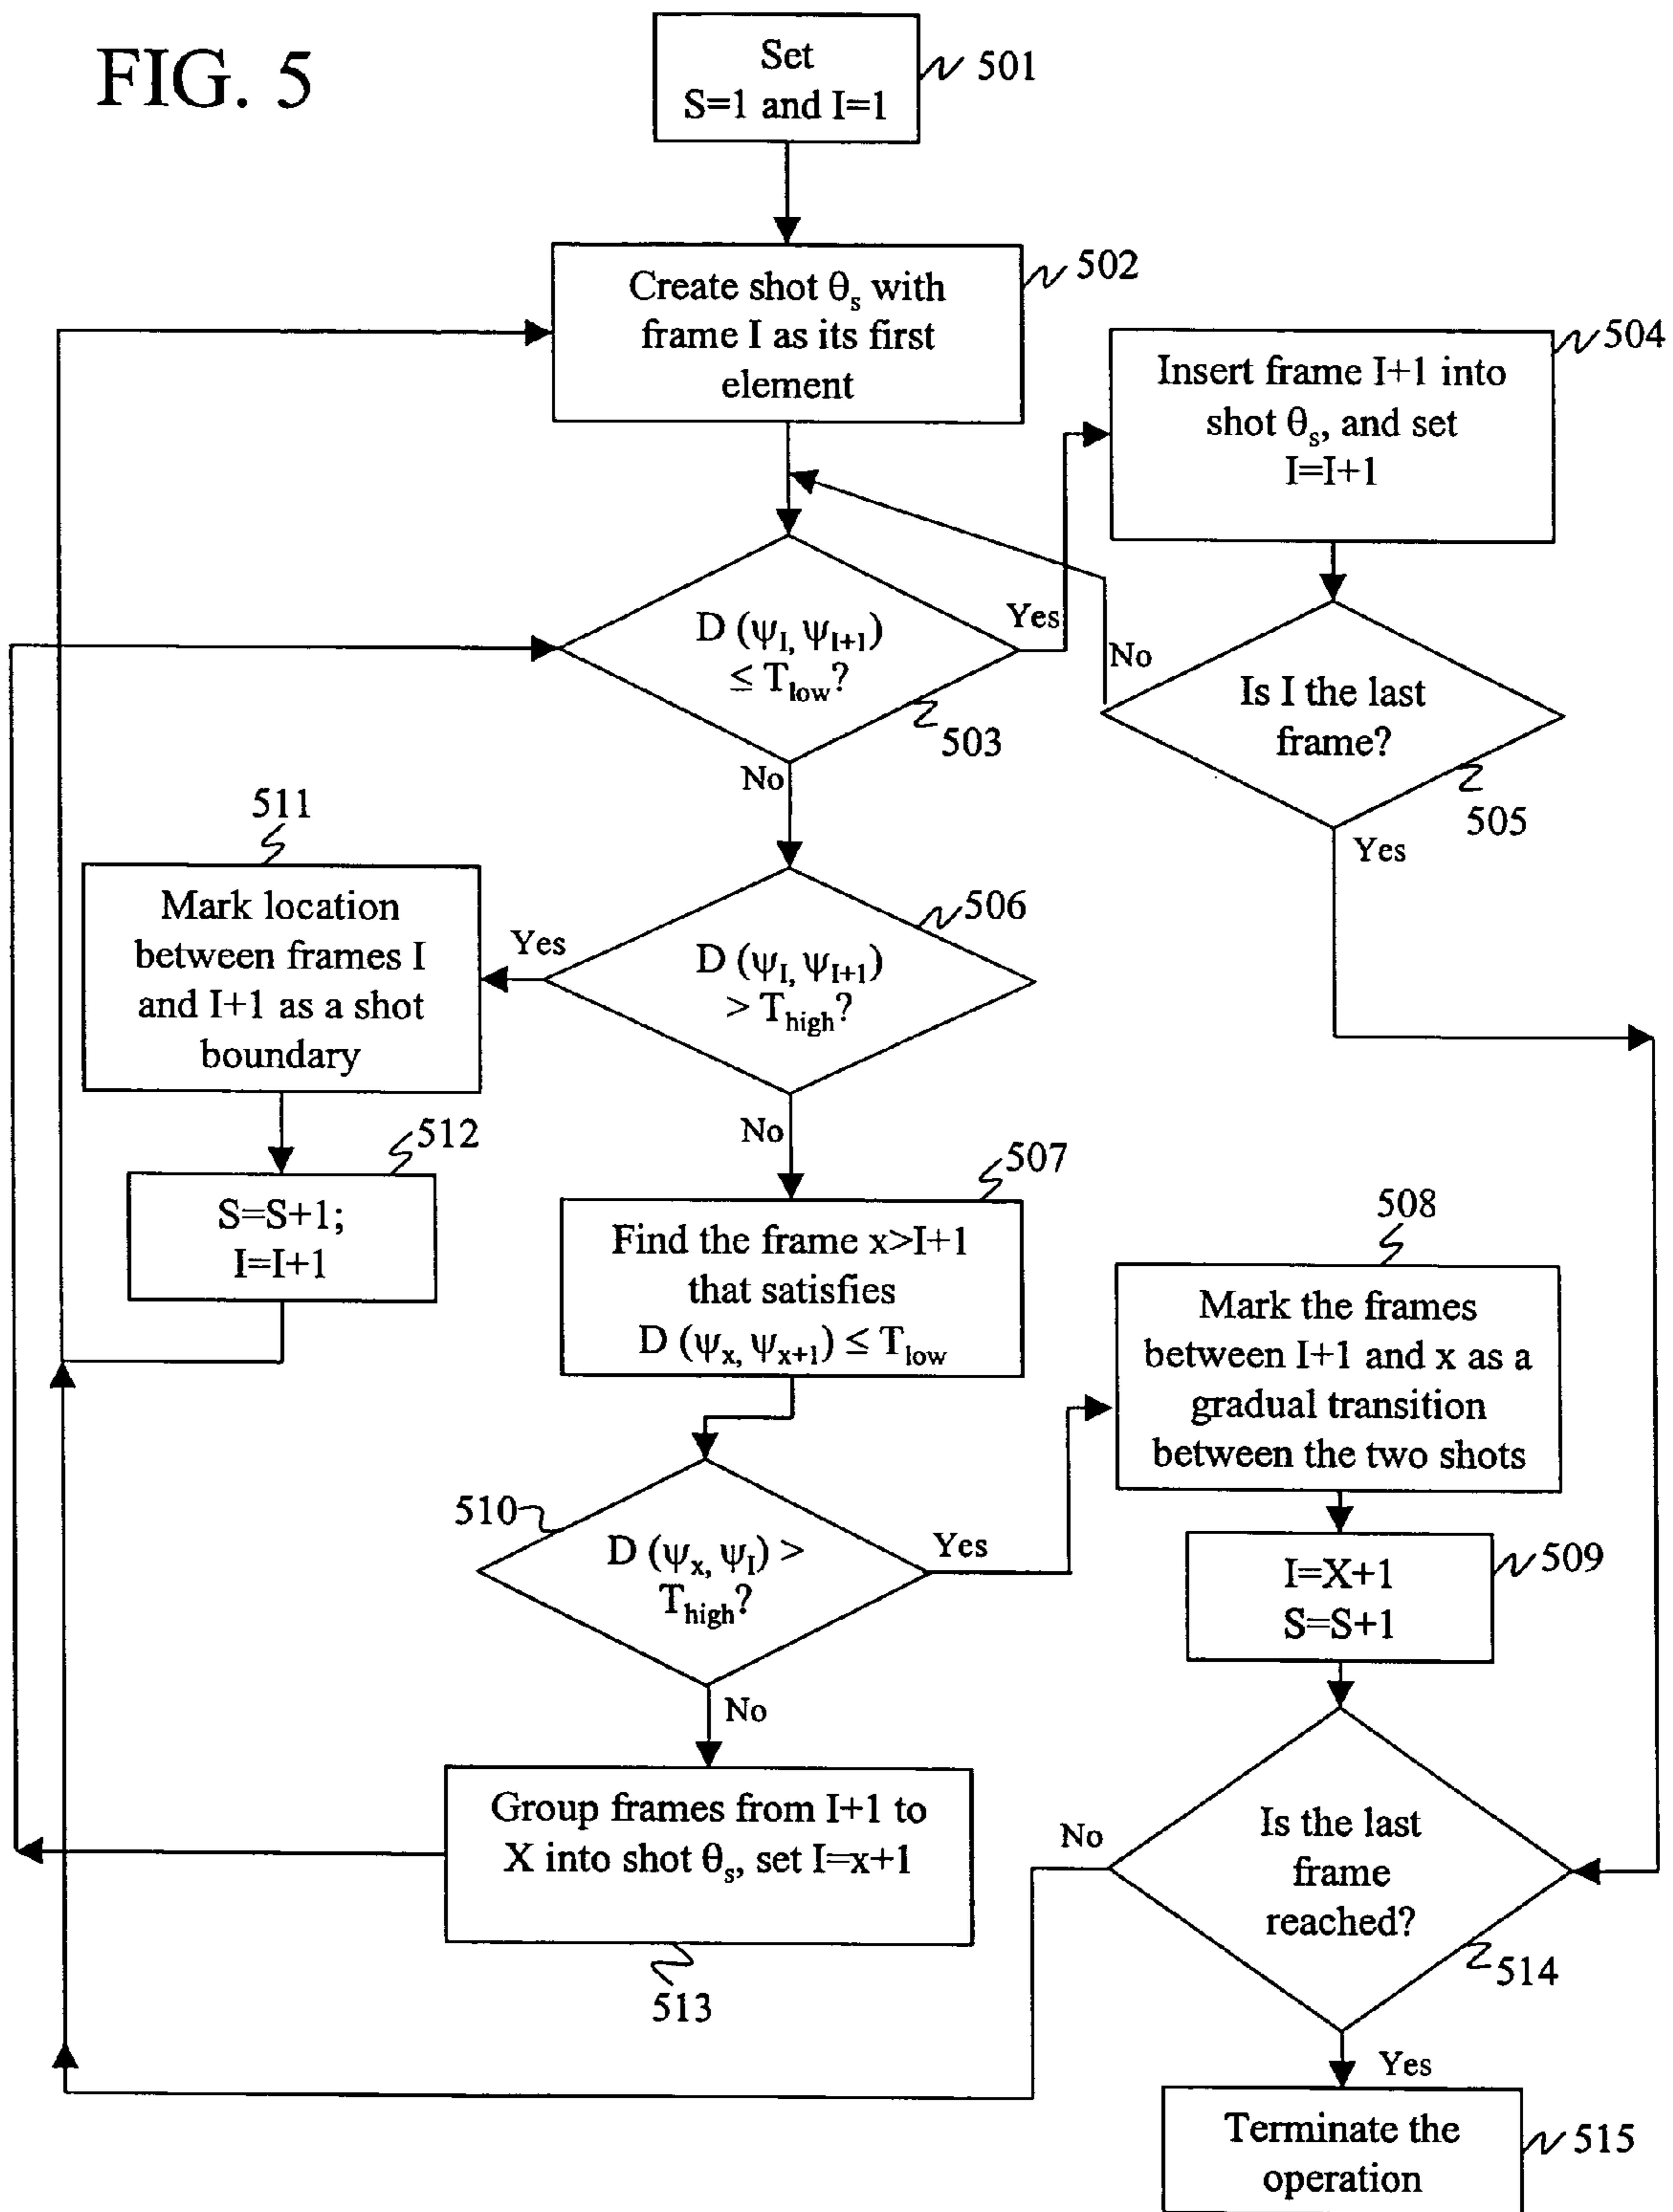 FIG. 5
Set
S=1 and I=1
501
Create shot θs with
frame I as its first
element
502
Insert frame I+1 into
shot θs, and set
I=I+1
504
D (ψI, ψI+1)
≤ Tlow?
503
Yes
No
Is I the last
frame?
505
No
Yes
511
Mark location
between frames I
and I+1 as a shot
boundary
Yes
D (ψI, ψI+1)
> Thigh?
506
No
512
S=S+1;
I=I+1
507
Find the frame x>I+1
that satisfies
D (ψx, ψx+1) ≤ Tlow
508
Mark the frames
between I+1 and x as a
gradual transition
between the two shots
510
D (ψx, ψI) >
Thigh?
Yes
No
I=X+1
S=S+1
509
Group frames from I+1 to
X into shot θs, set I=x+1
513
No
Is the last
frame
reached?
514
Yes
Terminate the
operation
515